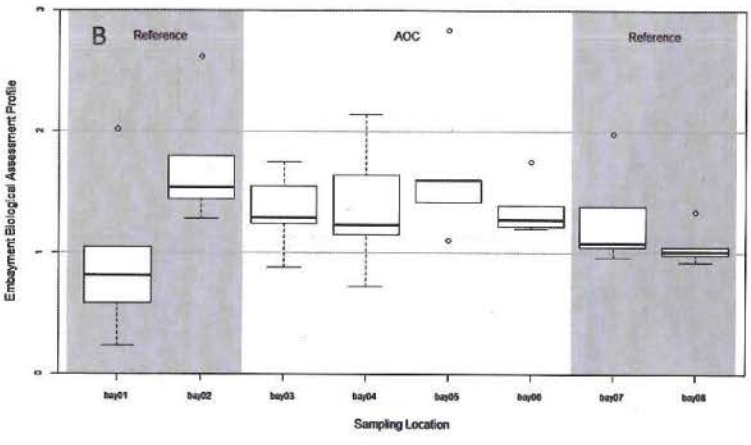 B
Reference
AOC
Reference
Embayment Biological Assessment Profile
3
2
1
0
bay01 bay02 bay03 bay04 bay05 bay06 bay07 bay08
Sampling Location